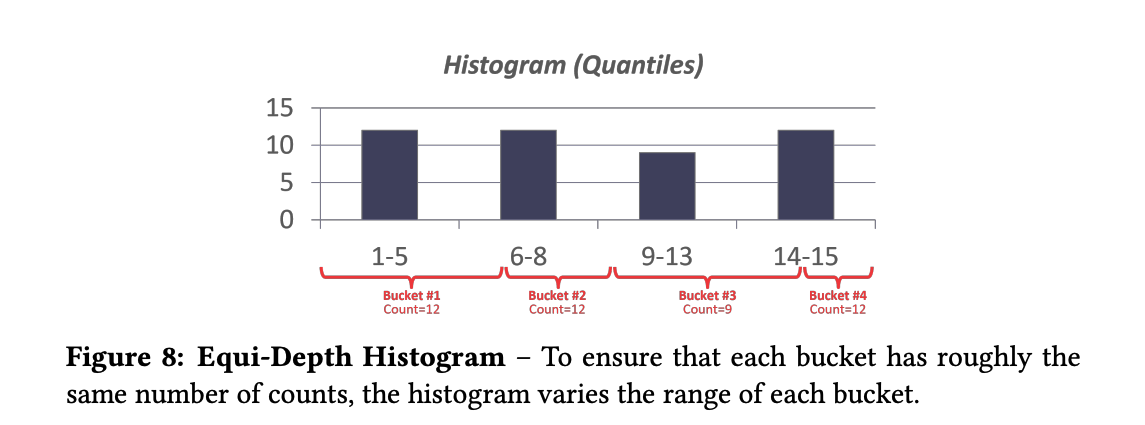 Histogram (Quantiles)
15
10
5
0
1-5 6-8 9-13 14-15
Bucket #1 Bucket #2 Bucket #3 Bucket #4
Count=12 Count=12 Count=9 Count=12
Figure 8: Equi-Depth Histogram – To ensure that each bucket has roughly the
same number of counts, the histogram varies the range of each bucket.